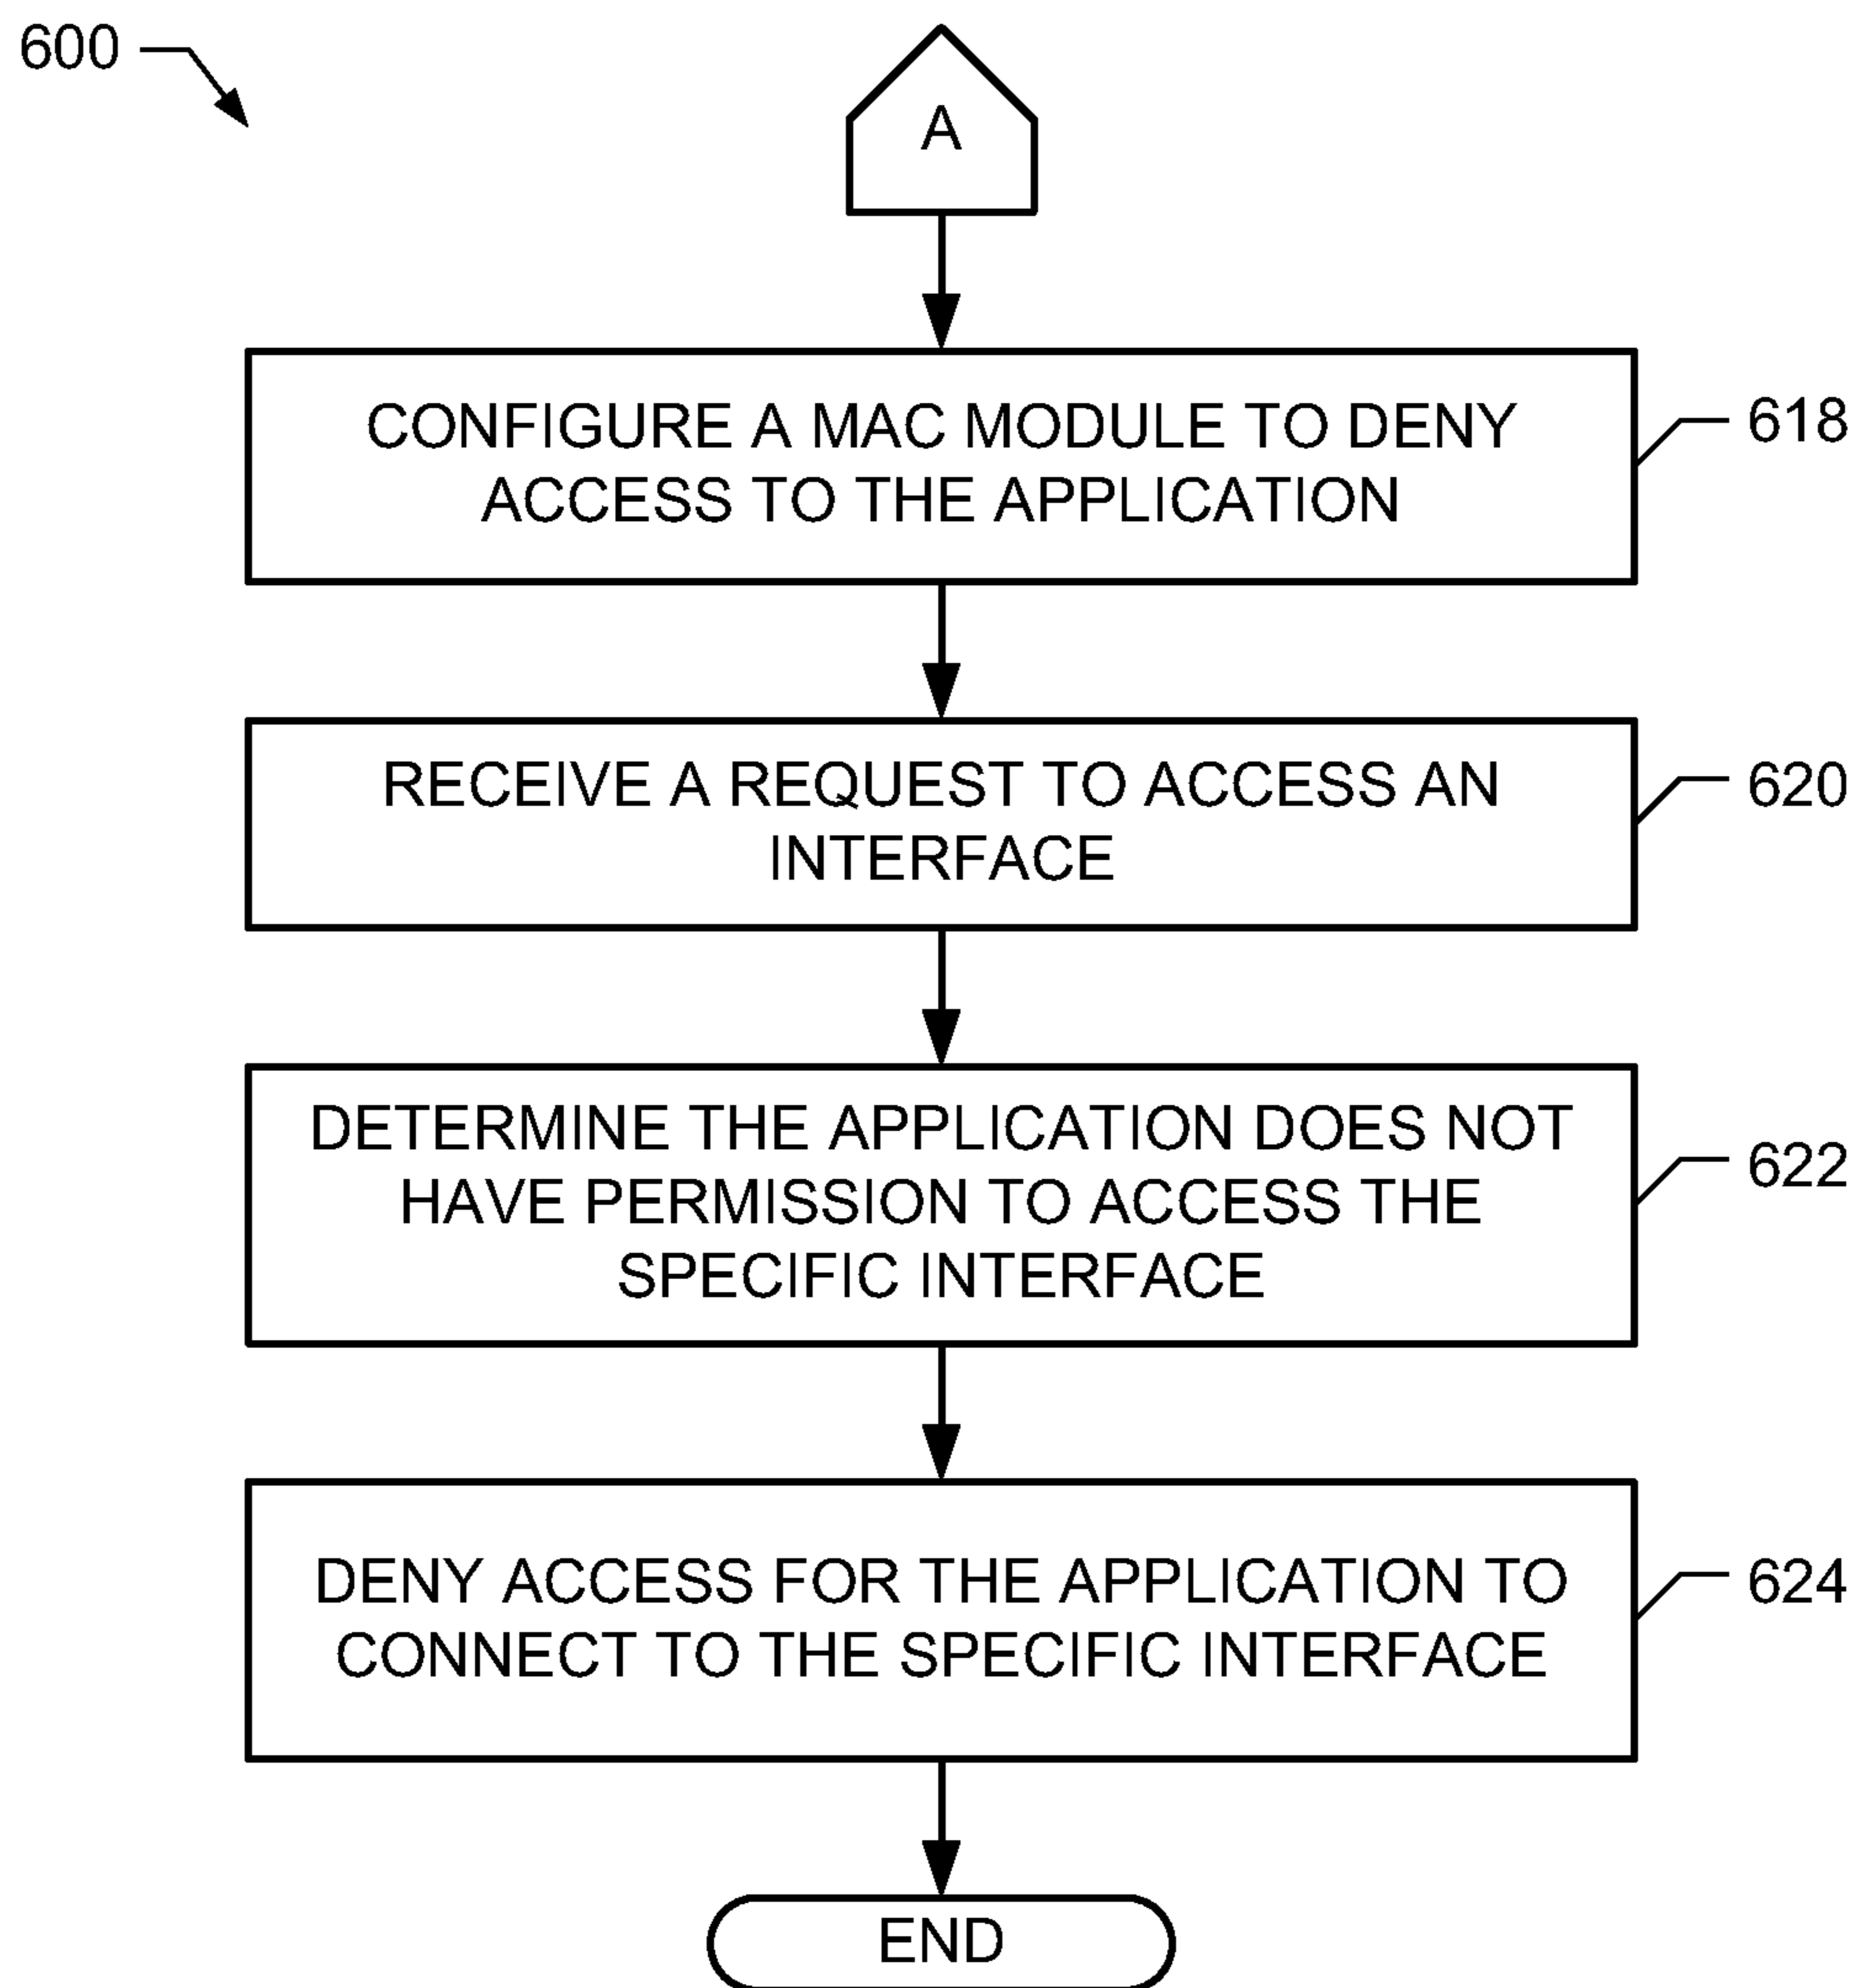 600
A
CONFIGURE A MAC MODULE TO DENY
ACCESS TO THE APPLICATION
618
RECEIVE A REQUEST TO ACCESS AN
INTERFACE
620
DETERMINE THE APPLICATION DOES NOT
HAVE PERMISSION TO ACCESS THE
SPECIFIC INTERFACE
622
DENY ACCESS FOR THE APPLICATION TO
CONNECT TO THE SPECIFIC INTERFACE
624
END